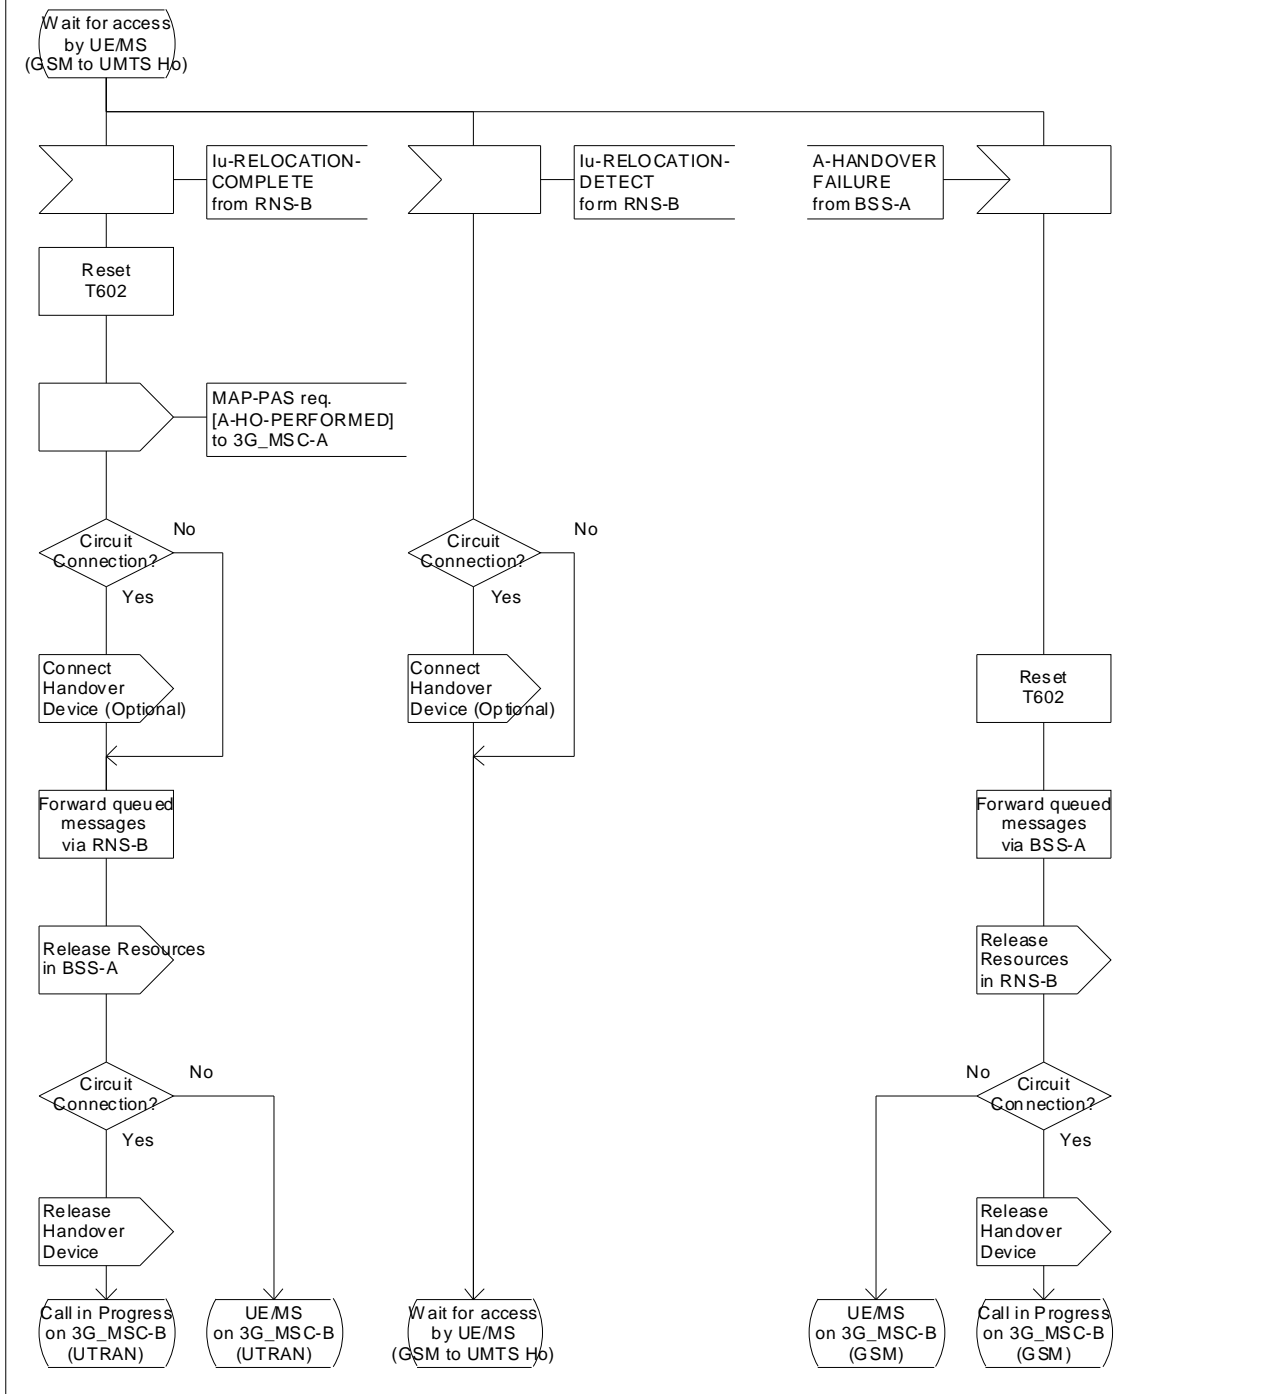 Wait for access
by UE/MS
(GSM to UMTS Ho)
Iu-RELOCATION-
COMPLETE
from RNS-B
Iu-RELOCATION-
DETECT
form RNS-B
A-HANDOVER
FAILURE
from BSS-A
Reset
T602
MAP-PAS req.
[A-HO-PERFORMED]
to 3G_MSC-A
No
Circuit
Connection?
Yes
No
Circuit
Connection?
Yes
Connect
Handover
Device (Optional)
Connect
Handover
Device (Optional)
Reset
T602
Forward queued
messages
via RNS-B
Forward queued
messages
via BSS-A
Release Resources
in BSS-A
Release
Resources
in RNS-B
No
Circuit
Connection?
Yes
No
Circuit
Connection?
Yes
Release
Handover
Device
Release
Handover
Device
Call in Progress
on 3G_MSC-B
(UTRAN)
UE/MS
on 3G_MSC-B
(UTRAN)
Wait for access
by UE/MS
(GSM to UMTS Ho)
UE/MS
on 3G_MSC-B
(GSM)
Call in Progress
on 3G_MSC-B
(GSM)